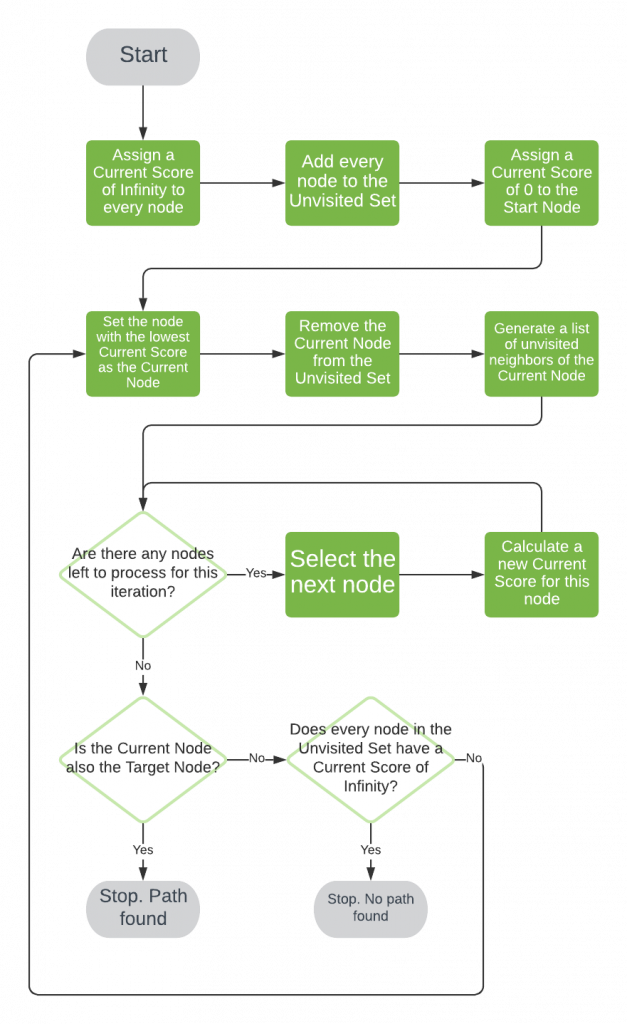 Start
Assign a
Current Score
of Infinity to
every node
Add every
node to the
Unvisited Set
Assign a
Current Score
of 0 to the
Start Node
Set the node
with the lowest
Current Score
as the Current
Node
Remove the
Current Node
from the
Unvisited Set
Generate a list
of unvisited
neighbors of the
Current Node
Are there any nodes
left to process for this
iteration?
Yes
Select the
next node
Calculate a
new Current
Score for this
node
No
Is the Current Node
also the Target Node?
No
Does every node in the
Unvisited Set have a
Current Score of
Infinity?
No
Yes
Yes
Stop. Path
found
Stop. No path
found